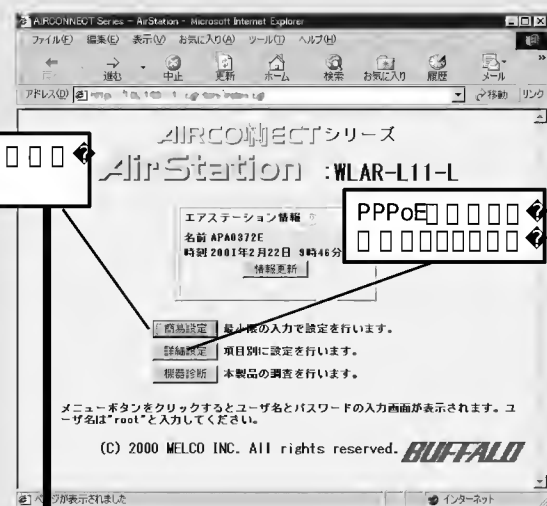 AIRCONNECT Series - AirStation - Microsoft Internet Explorer
ファイル(F) 編集(E) 表示(V) お気に入り(A) ツール(T) ヘルプ(H)
進む 中止 更新 ホーム 検索 お気に入り 履歴 メール
アドレス(D) 移動 リンク
AIRCONNECTシリーズ
AirStation :WLAR-L11-L
□□□�
PPPoE□□□□□�
□□□□□□□□□�
エアステーション情報
名前 APA0372E
時刻 2001年2月22日 9時46分
情報更新
簡易設定 最小限の入力で設定を行います。
詳細設定 項目別に設定を行います。
機器診断 本製品の調査を行います。
メニューボタンをクリックするとユーザ名とパスワードの入力画面が表示されます。ユ
ーザ名は"root"と入力してください。
(C) 2000 MELCO INC. All rights reserved. BUFFALO
ページが表示されました インターネット